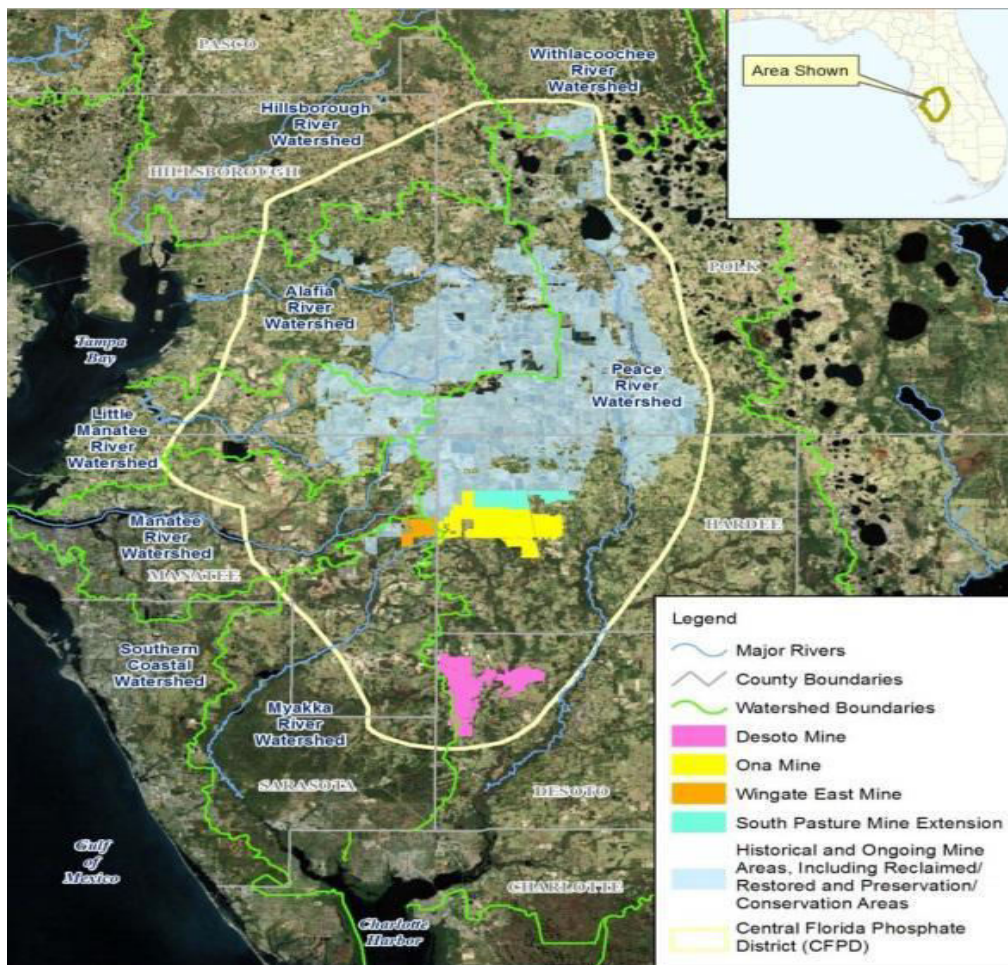 PASCO
Withlacoochee
River
Watershed
Area Shown
Hillsborough
River
Watershed
HILLSBOROUGH
POLK
Alafia
River
Watershed
Tampa
Bay
Peace
River
Watershed
Little
Manatee
River
Watershed
Manatee
River
Watershed
HARDEE
MANATEE
Southern
Coastal
Watershed
Myakka
River
Watershed
SARASOTA
DESOTO
Gulf
of
Mexico
CHARLOTTE
Charlotte
Harbor
Legend
Major Rivers
County Boundaries
Watershed Boundaries
Desoto Mine
Ona Mine
Wingate East Mine
South Pasture Mine Extension
Historical and Ongoing Mine
Areas, Including Reclaimed/
Restored and Preservation/
Conservation Areas
Central Florida Phosphate
District (CFPD)